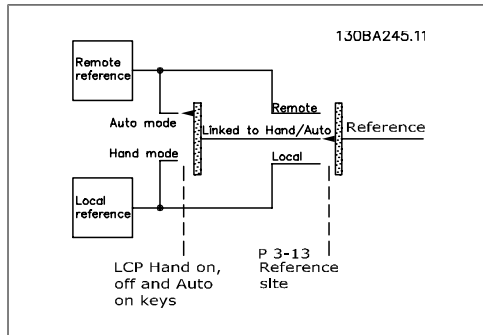 130BA245.11
Remote
reference
Remote
Auto mode
Linked to Hand/Auto
Reference
Hand mode
Local
Local
reference
LCP Hand on,
off and Auto
on keys
P 3-13
Reference
site